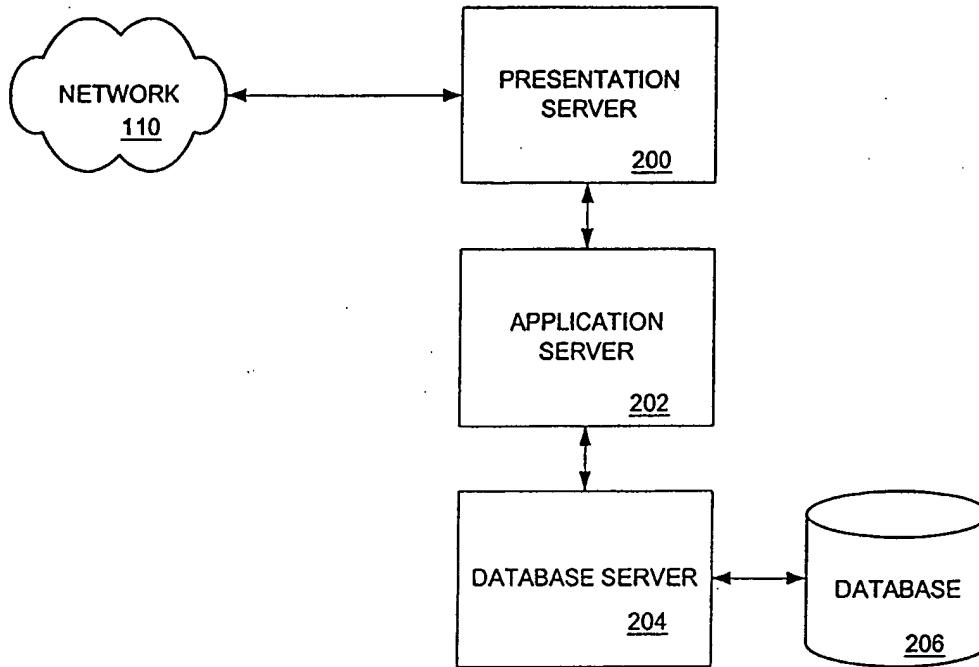 NETWORK
110
PRESENTATION
SERVER
200
APPLICATION
SERVER
202
DATABASE SERVER
204
DATABASE
206